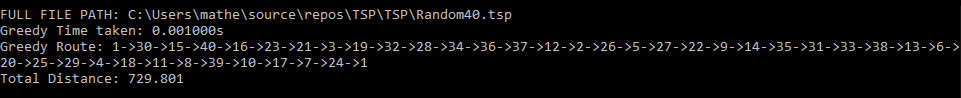 FULL FILE PATH: C:\Users\mathe\source\repos\TSP\TSP\Random40.tsp
Greedy Time taken: 0.001000s
Greedy Route: 1->30->15->40->16->23->21->3->19->32->28->34->36->37->12->2->26->5->27->22->9->14->35->31->33->38->13->6->
20->25->29->4->18->11->8->39->10->17->7->24->1
Total Distance: 729.801